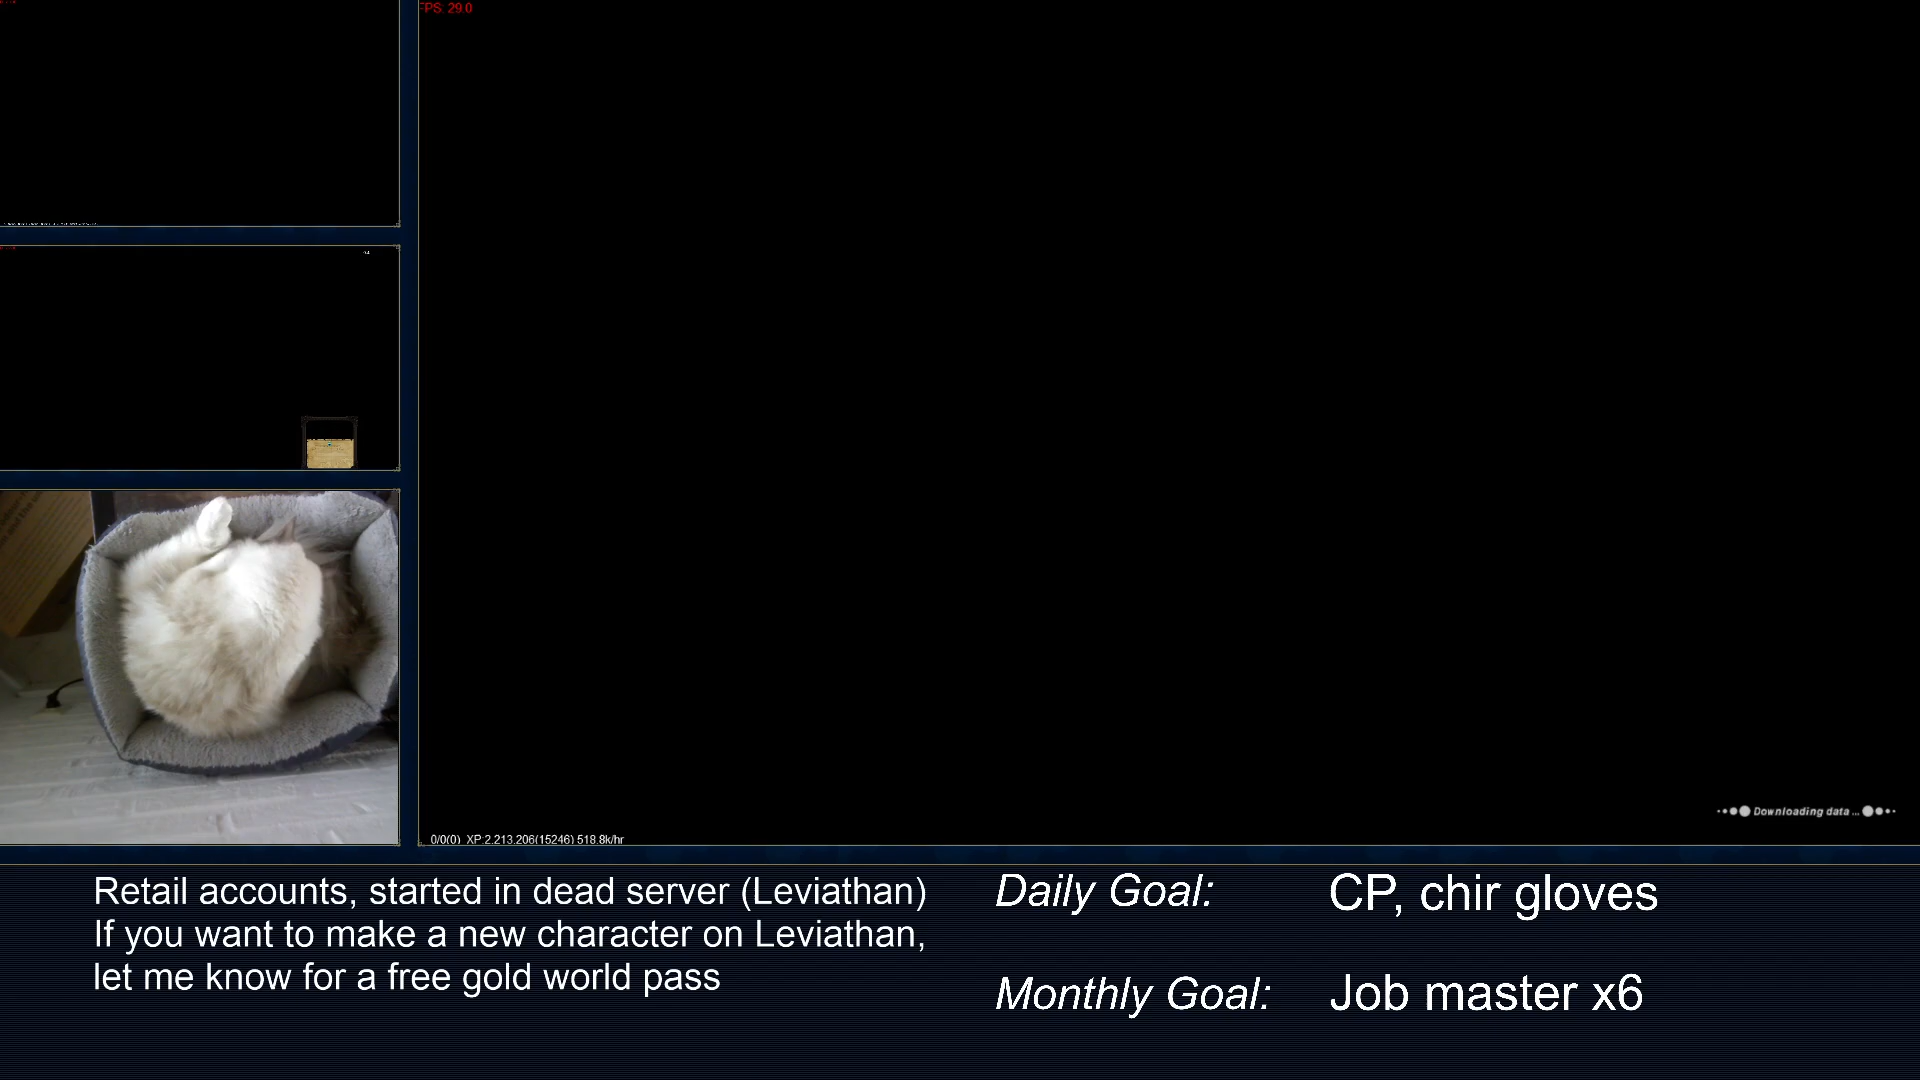 FPS: 29.0
Downloading data ...
0/0(0) XP:2,213,206(15246) 518.8k/hr
Retail accounts, started in dead server (Leviathan)
If you want to make a new character on Leviathan,
let me know for a free gold world pass
Daily Goal: CP, chir gloves
Monthly Goal: Job master x6